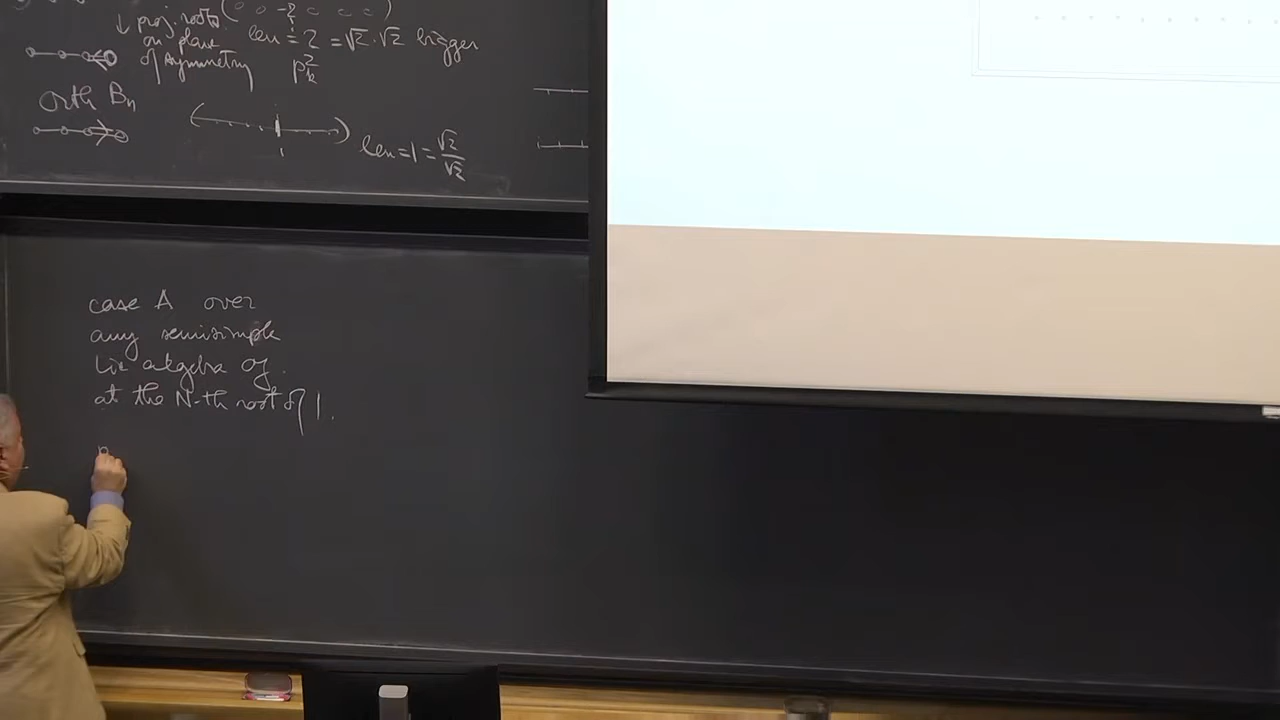 ↓ proj. roots
on plane
of symmetry
len = 2 = √2·√2 bigger
Orth Bn
len = 1 = √2/√2
case A over
any semisimple
Lie algebra g
at the N-th root of 1.